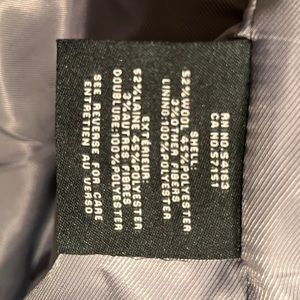 RN NO.54163
CA NO.57151
SHELL
52%WOOL 45%POLYESTER
3%OTHER FIBERS
LINING:100%POLYESTER
EXTÉRIEUR
52%LAINE 45%POLYESTER
DOUBLURE:100%POLYESTER
SEE REVERSE FOR CARE
ENTRETIEN AU VERSO